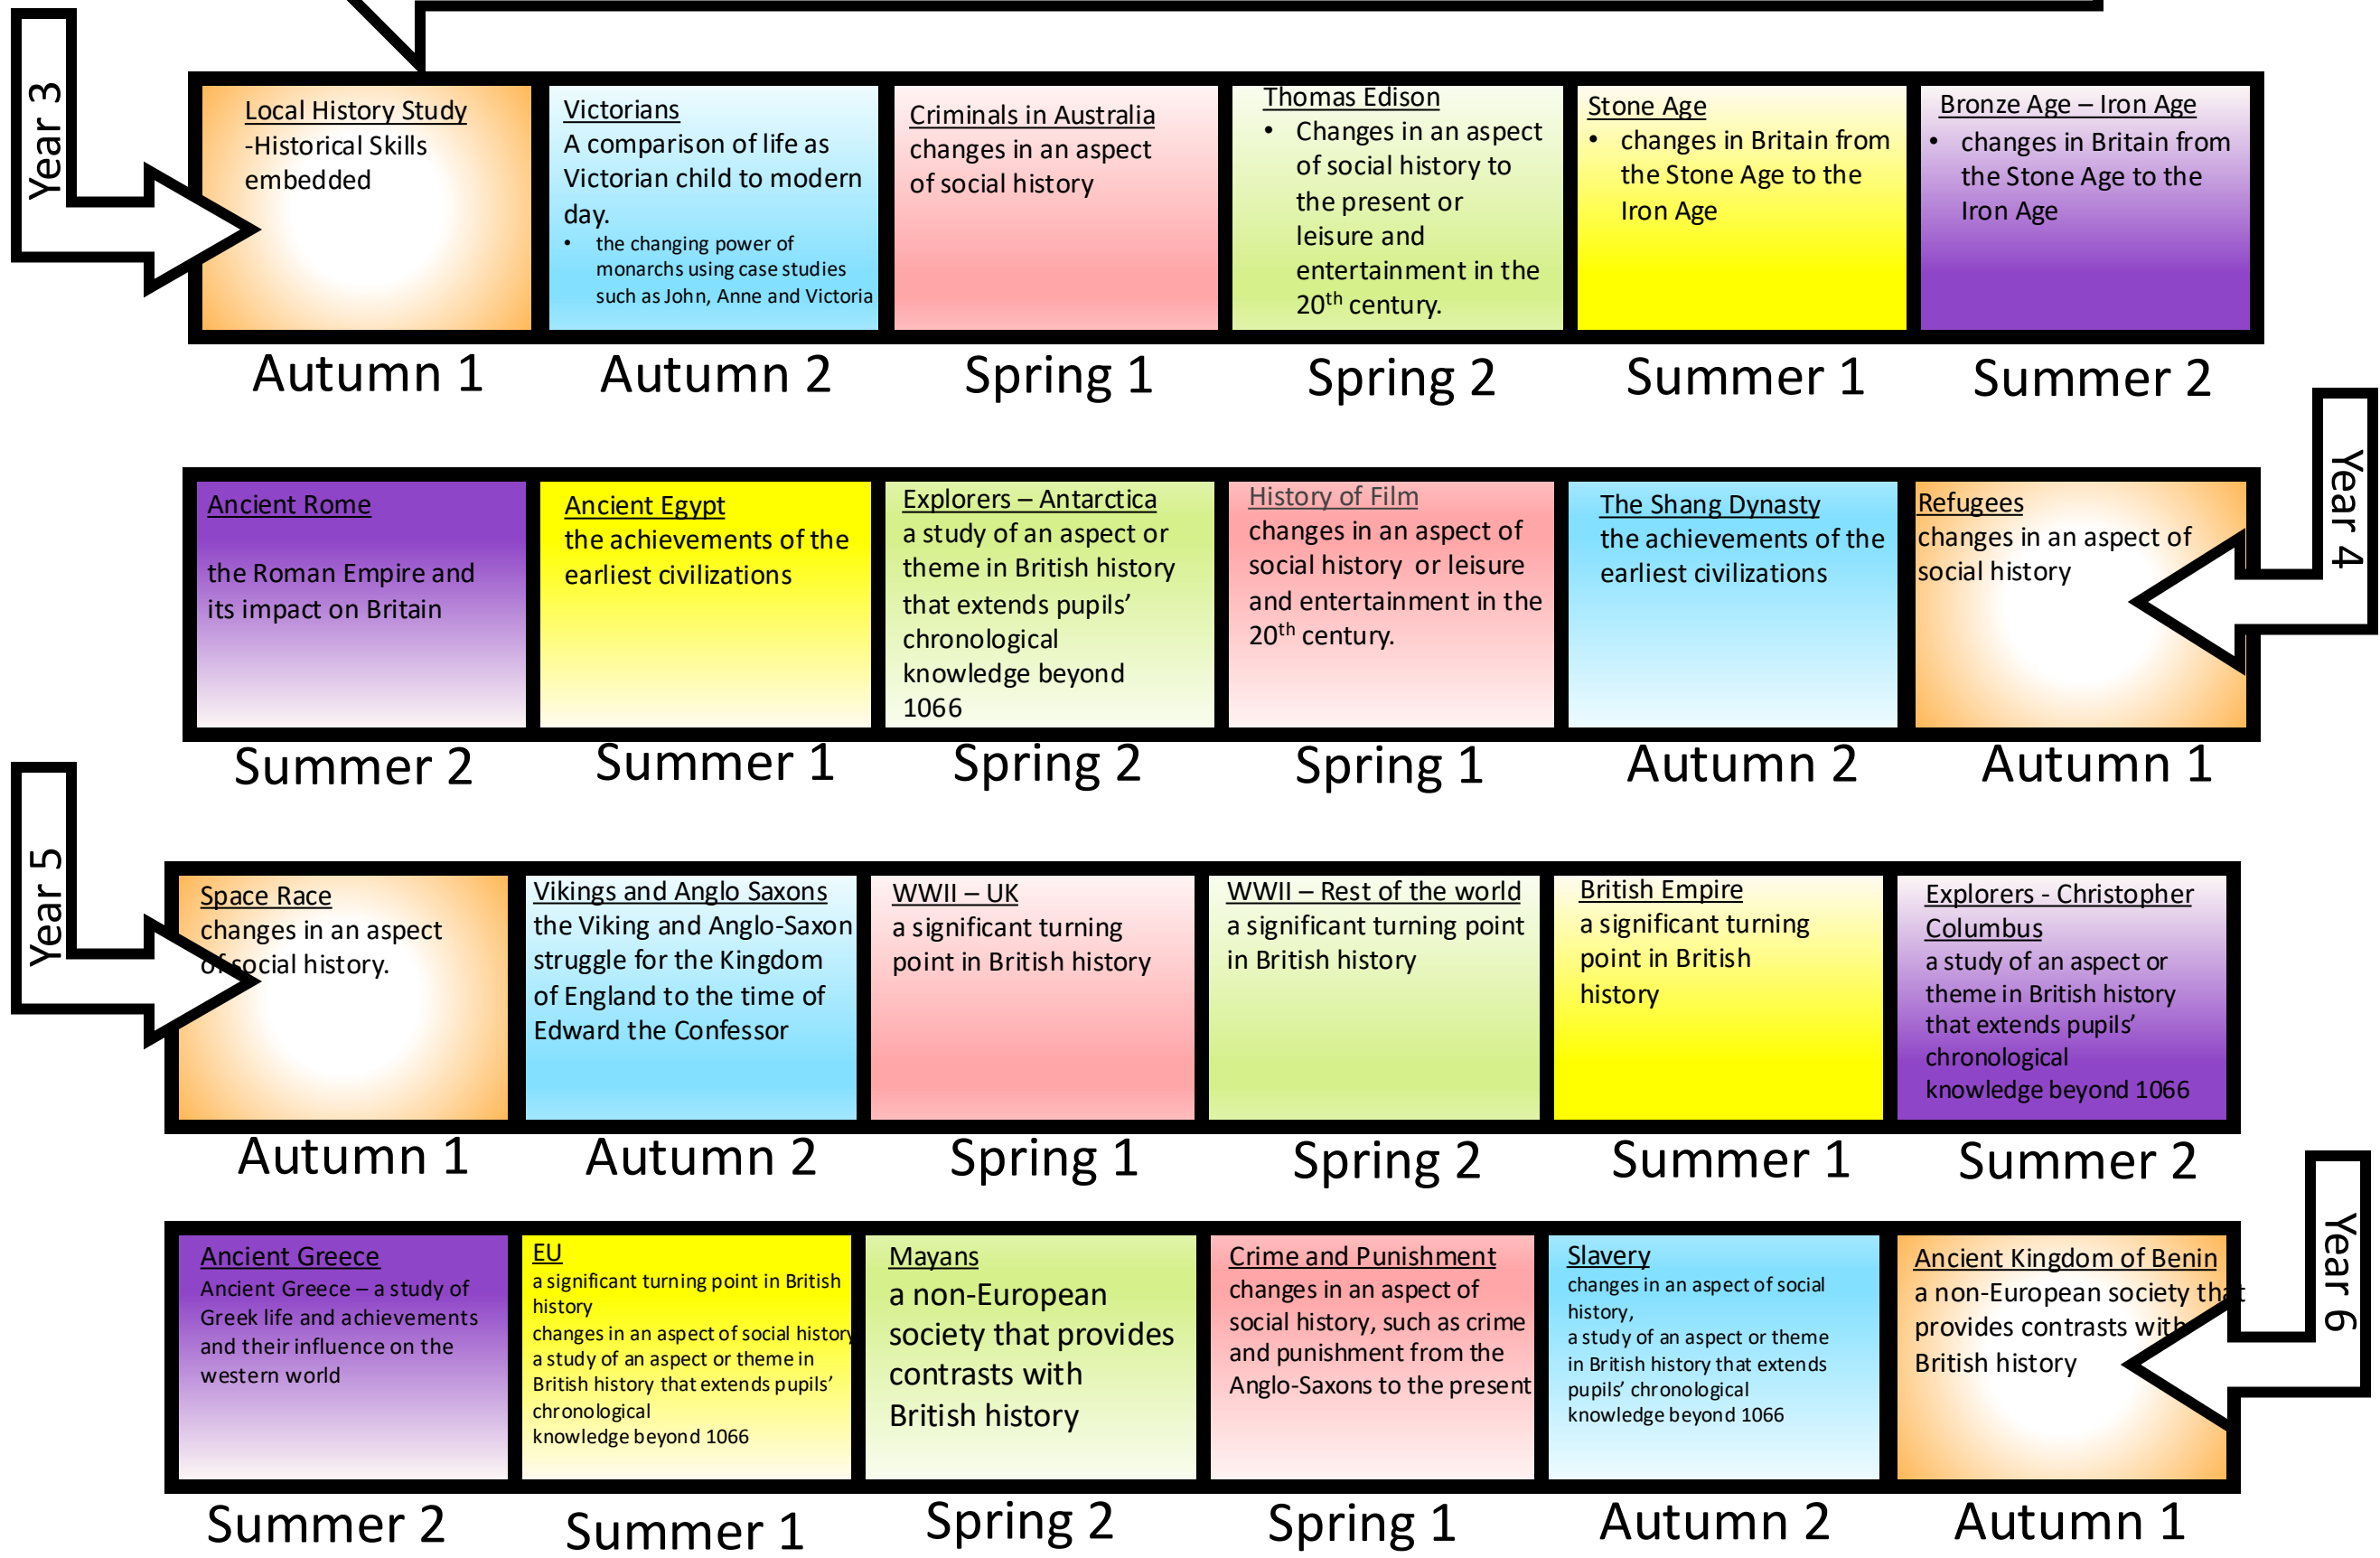 Year 3
Local History Study
-Historical Skills
embedded
Victorians
A comparison of life as
Victorian child to modern
day.
• the changing power of
monarchs using case studies
such as John, Anne and Victoria
Criminals in Australia
changes in an aspect
of social history
Thomas Edison
• Changes in an aspect
of social history to
the present or
leisure and
entertainment in the
20th century.
Stone Age
• changes in Britain from
the Stone Age to the
Iron Age
Bronze Age – Iron Age
• changes in Britain from
the Stone Age to the
Iron Age
Autumn 1
Autumn 2
Spring 1
Spring 2
Summer 1
Summer 2
Year 4
Ancient Rome
the Roman Empire and
its impact on Britain
Ancient Egypt
the achievements of the
earliest civilizations
Explorers – Antarctica
a study of an aspect or
theme in British history
that extends pupils’
chronological
knowledge beyond
1066
History of Film
changes in an aspect of
social history or leisure
and entertainment in the
20th century.
The Shang Dynasty
the achievements of the
earliest civilizations
Refugees
changes in an aspect of
social history
Summer 2
Summer 1
Spring 2
Spring 1
Autumn 2
Autumn 1
Year 5
Space Race
changes in an aspect
of social history.
Vikings and Anglo Saxons
the Viking and Anglo-Saxon
struggle for the Kingdom
of England to the time of
Edward the Confessor
WWII – UK
a significant turning
point in British history
WWII – Rest of the world
a significant turning point
in British history
British Empire
a significant turning
point in British
history
Explorers - Christopher
Columbus
a study of an aspect or
theme in British history
that extends pupils’
chronological
knowledge beyond 1066
Autumn 1
Autumn 2
Spring 1
Spring 2
Summer 1
Summer 2
Year 6
Ancient Greece
Ancient Greece – a study of
Greek life and achievements
and their influence on the
western world
EU
a significant turning point in British
history
changes in an aspect of social history
a study of an aspect or theme in
British history that extends pupils’
chronological
knowledge beyond 1066
Mayans
a non-European
society that provides
contrasts with
British history
Crime and Punishment
changes in an aspect of
social history, such as crime
and punishment from the
Anglo-Saxons to the present
Slavery
changes in an aspect of social
history,
a study of an aspect or theme
in British history that extends
pupils’ chronological
knowledge beyond 1066
Ancient Kingdom of Benin
a non-European society that
provides contrasts with
British history
Summer 2
Summer 1
Spring 2
Spring 1
Autumn 2
Autumn 1